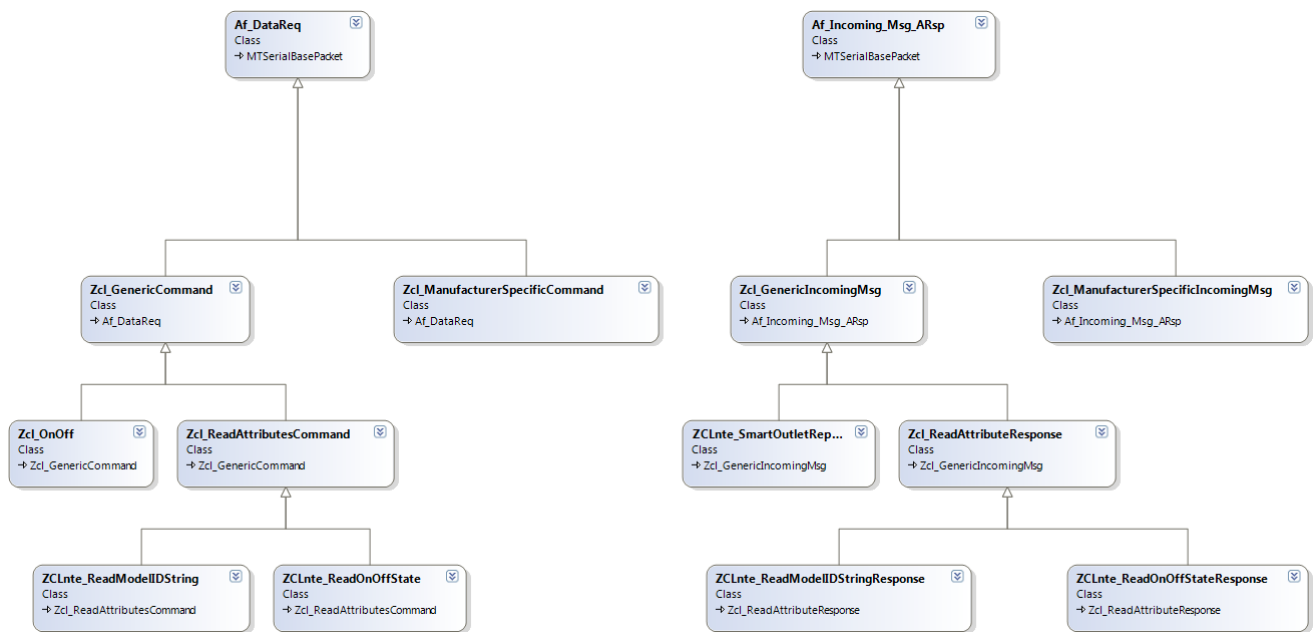 Af_DataReq
Class
MTSerialBasePacket
Af_Incoming_Msg_ARsp
Class
MTSerialBasePacket
Zcl_GenericCommand
Class
Af_DataReq
Zcl_ManufacturerSpecificCommand
Class
Af_DataReq
Zcl_GenericIncomingMsg
Class
Af_Incoming_Msg_ARsp
Zcl_ManufacturerSpecificIncomingMsg
Class
Af_Incoming_Msg_ARsp
Zcl_OnOff
Class
Zcl_GenericCommand
Zcl_ReadAttributesCommand
Class
Zcl_GenericCommand
ZCLnte_SmartOutletRep...
Class
Zcl_GenericIncomingMsg
Zcl_ReadAttributeResponse
Class
Zcl_GenericIncomingMsg
ZCLnte_ReadModelIDString
Class
Zcl_ReadAttributesCommand
ZCLnte_ReadOnOffState
Class
Zcl_ReadAttributesCommand
ZCLnte_ReadModelIDStringResponse
Class
Zcl_ReadAttributeResponse
ZCLnte_ReadOnOffStateResponse
Class
Zcl_ReadAttributeResponse